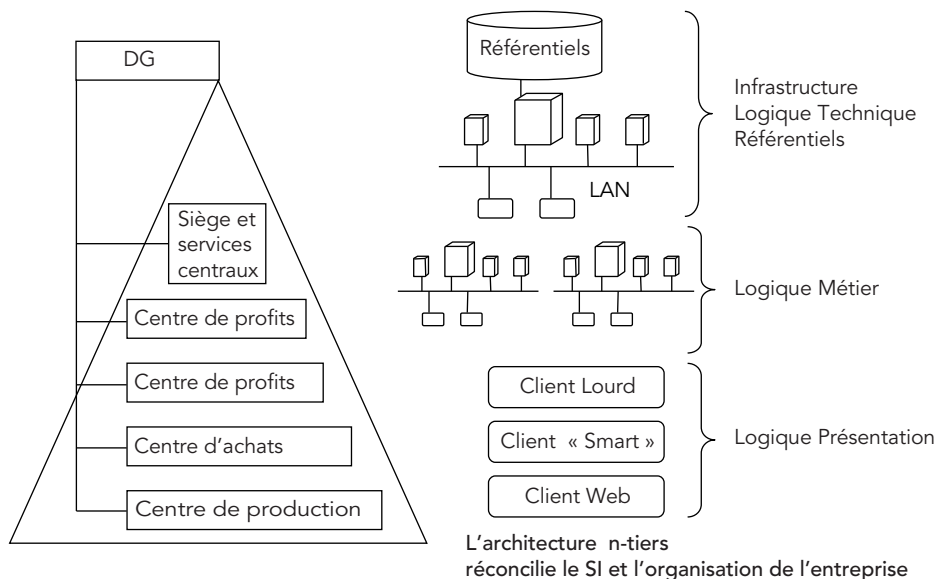 DG
Siège et
services
centraux
Centre de profits
Centre de profits
Centre d'achats
Centre de production
Référentiels
LAN
Infrastructure
Logique Technique
Référentiels
Logique Métier
Client Lourd
Client « Smart »
Client Web
Logique Présentation
L'architecture n-tiers
réconcilie le SI et l'organisation de l'entreprise